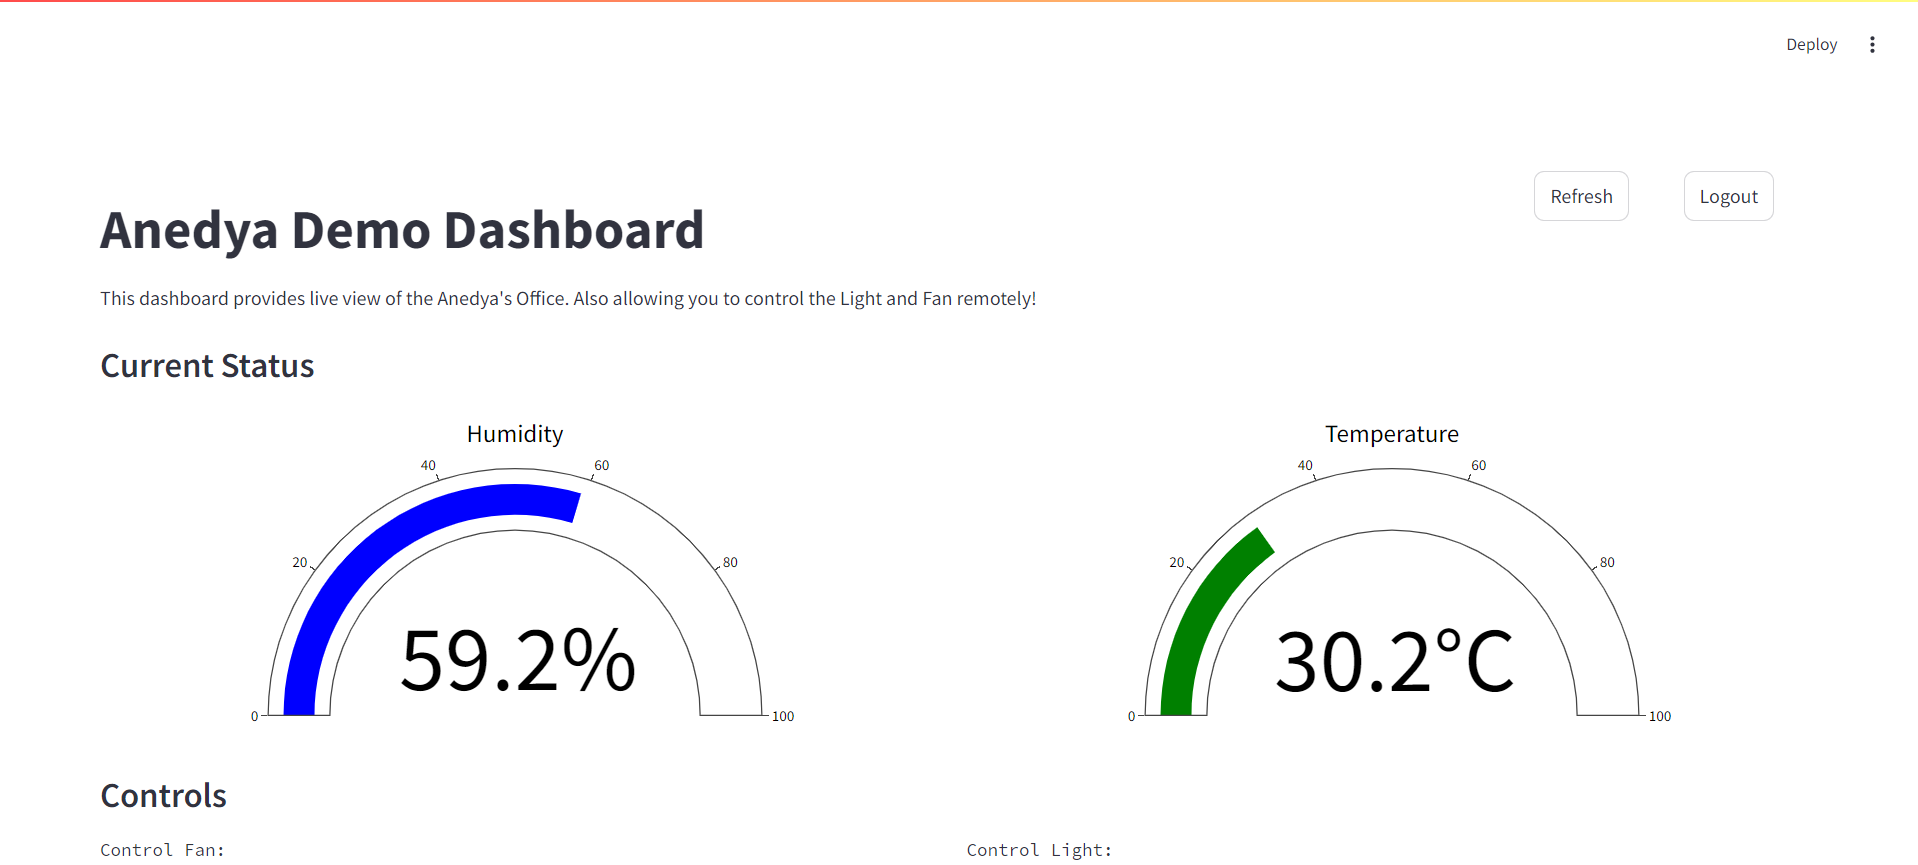 Deploy
Refresh
Logout
Anedya Demo Dashboard
This dashboard provides live view of the Anedya's Office. Also allowing you to control the Light and Fan remotely!
Current Status
Humidity
0
20
40
60
80
100
59.2%
Temperature
0
20
40
60
80
100
30.2°C
Controls
Control Fan:
Control Light: